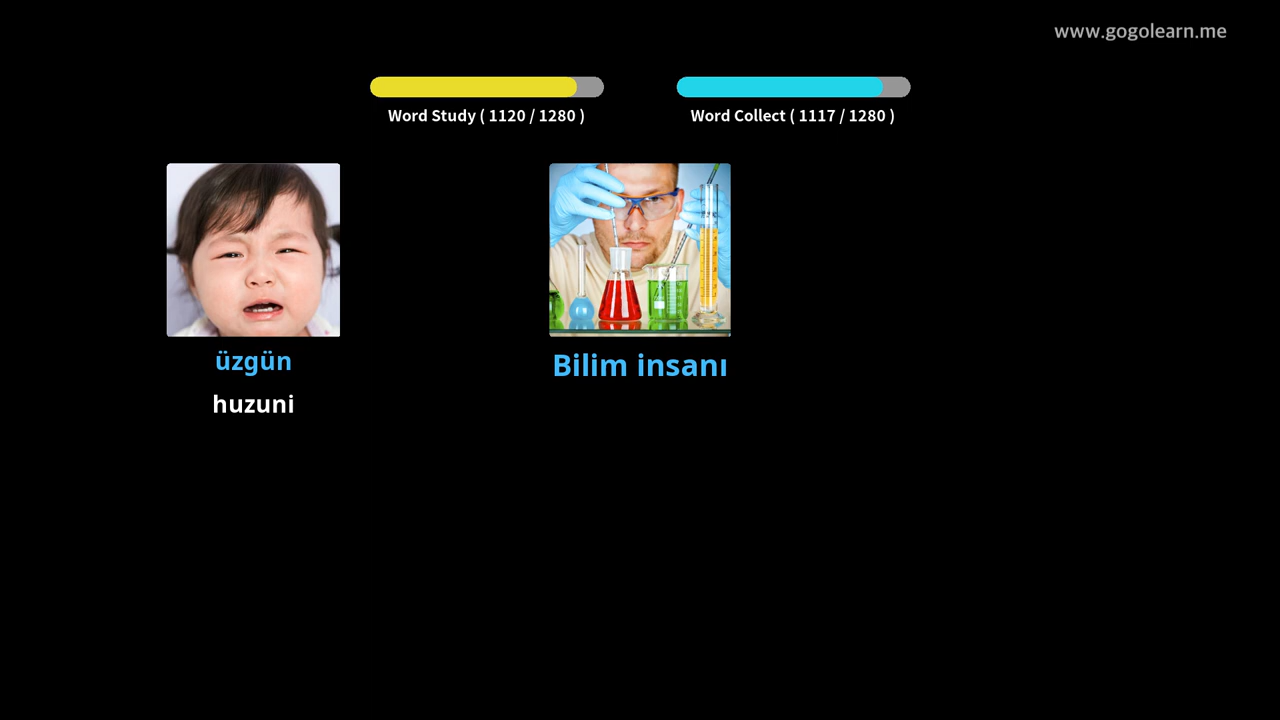 www.gogolearn.me
Word Study ( 1120 / 1280 )
Word Collect ( 1117 / 1280 )
üzgün
huzuni
Bilim insanı